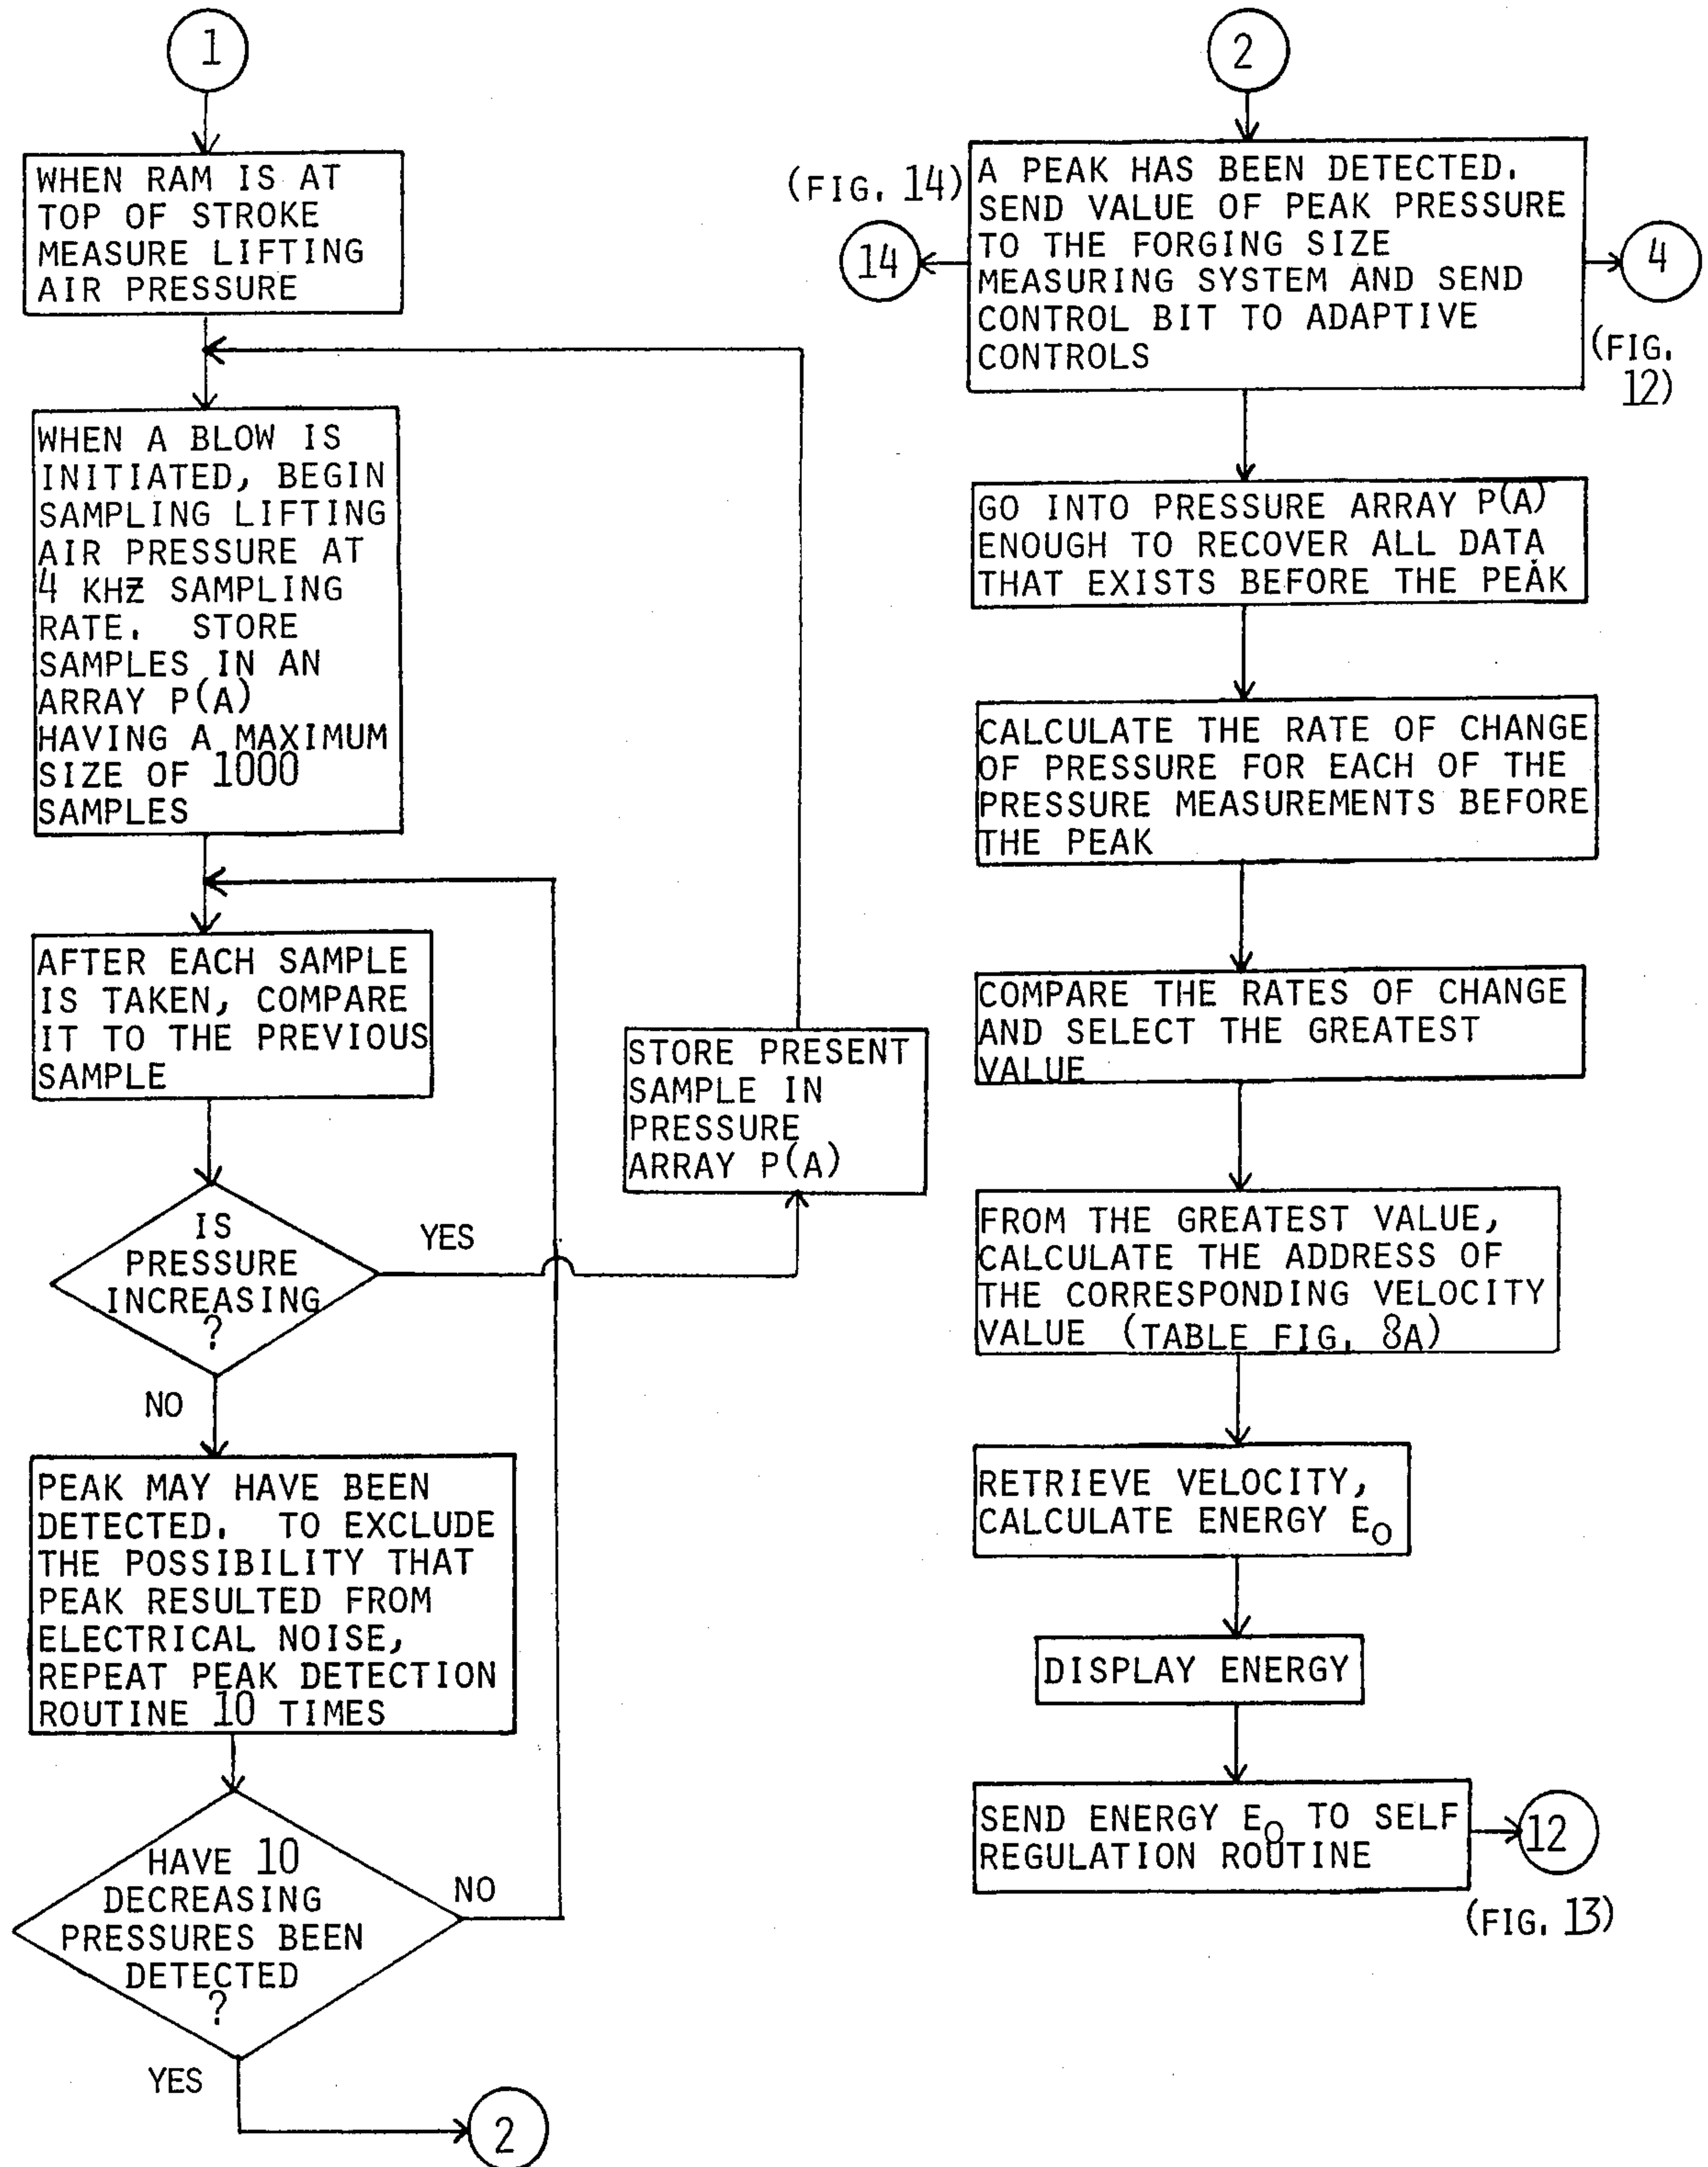 1
WHEN RAM IS AT
TOP OF STROKE
MEASURE LIFTING
AIR PRESSURE
WHEN A BLOW IS
INITIATED, BEGIN
SAMPLING LIFTING
AIR PRESSURE AT
4 KHZ SAMPLING
RATE. STORE
SAMPLES IN AN
ARRAY P(A)
HAVING A MAXIMUM
SIZE OF 1000
SAMPLES
AFTER EACH SAMPLE
IS TAKEN, COMPARE
IT TO THE PREVIOUS
SAMPLE
IS
PRESSURE
INCREASING
?
YES
STORE PRESENT
SAMPLE IN
PRESSURE
ARRAY P(A)
NO
PEAK MAY HAVE BEEN
DETECTED. TO EXCLUDE
THE POSSIBILITY THAT
PEAK RESULTED FROM
ELECTRICAL NOISE,
REPEAT PEAK DETECTION
ROUTINE 10 TIMES
HAVE 10
DECREASING
PRESSURES BEEN
DETECTED
?
NO
YES
2
2
(FIG. 14)
14
A PEAK HAS BEEN DETECTED.
SEND VALUE OF PEAK PRESSURE
TO THE FORGING SIZE
MEASURING SYSTEM AND SEND
CONTROL BIT TO ADAPTIVE
CONTROLS
4
(FIG.
12)
GO INTO PRESSURE ARRAY P(A)
ENOUGH TO RECOVER ALL DATA
THAT EXISTS BEFORE THE PEAK
CALCULATE THE RATE OF CHANGE
OF PRESSURE FOR EACH OF THE
PRESSURE MEASUREMENTS BEFORE
THE PEAK
COMPARE THE RATES OF CHANGE
AND SELECT THE GREATEST
VALUE
FROM THE GREATEST VALUE,
CALCULATE THE ADDRESS OF
THE CORRESPONDING VELOCITY
VALUE (TABLE FIG. 8A)
RETRIEVE VELOCITY,
CALCULATE ENERGY EO
DISPLAY ENERGY
SEND ENERGY EO TO SELF
REGULATION ROUTINE
12
(FIG. 13)